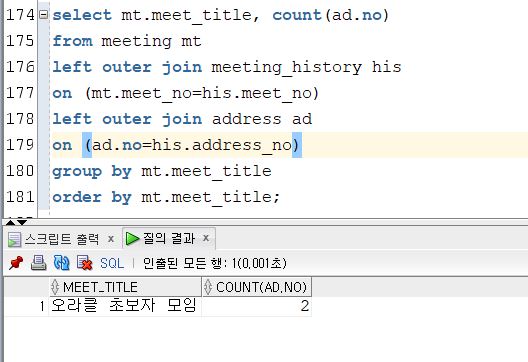 174 select mt.meet_title, count(ad.no)
175 from meeting mt
176 left outer join meeting_history his
177 on (mt.meet_no=his.meet_no)
178 left outer join address ad
179 on (ad.no=his.address_no)
180 group by mt.meet_title
181 order by mt.meet_title;
스크립트 출력 × 질의 결과 ×
SQL | 인출된 모든 행: 1(0,001초)
MEET_TITLE COUNT(AD,NO)
1 오라클 초보자 모임 2